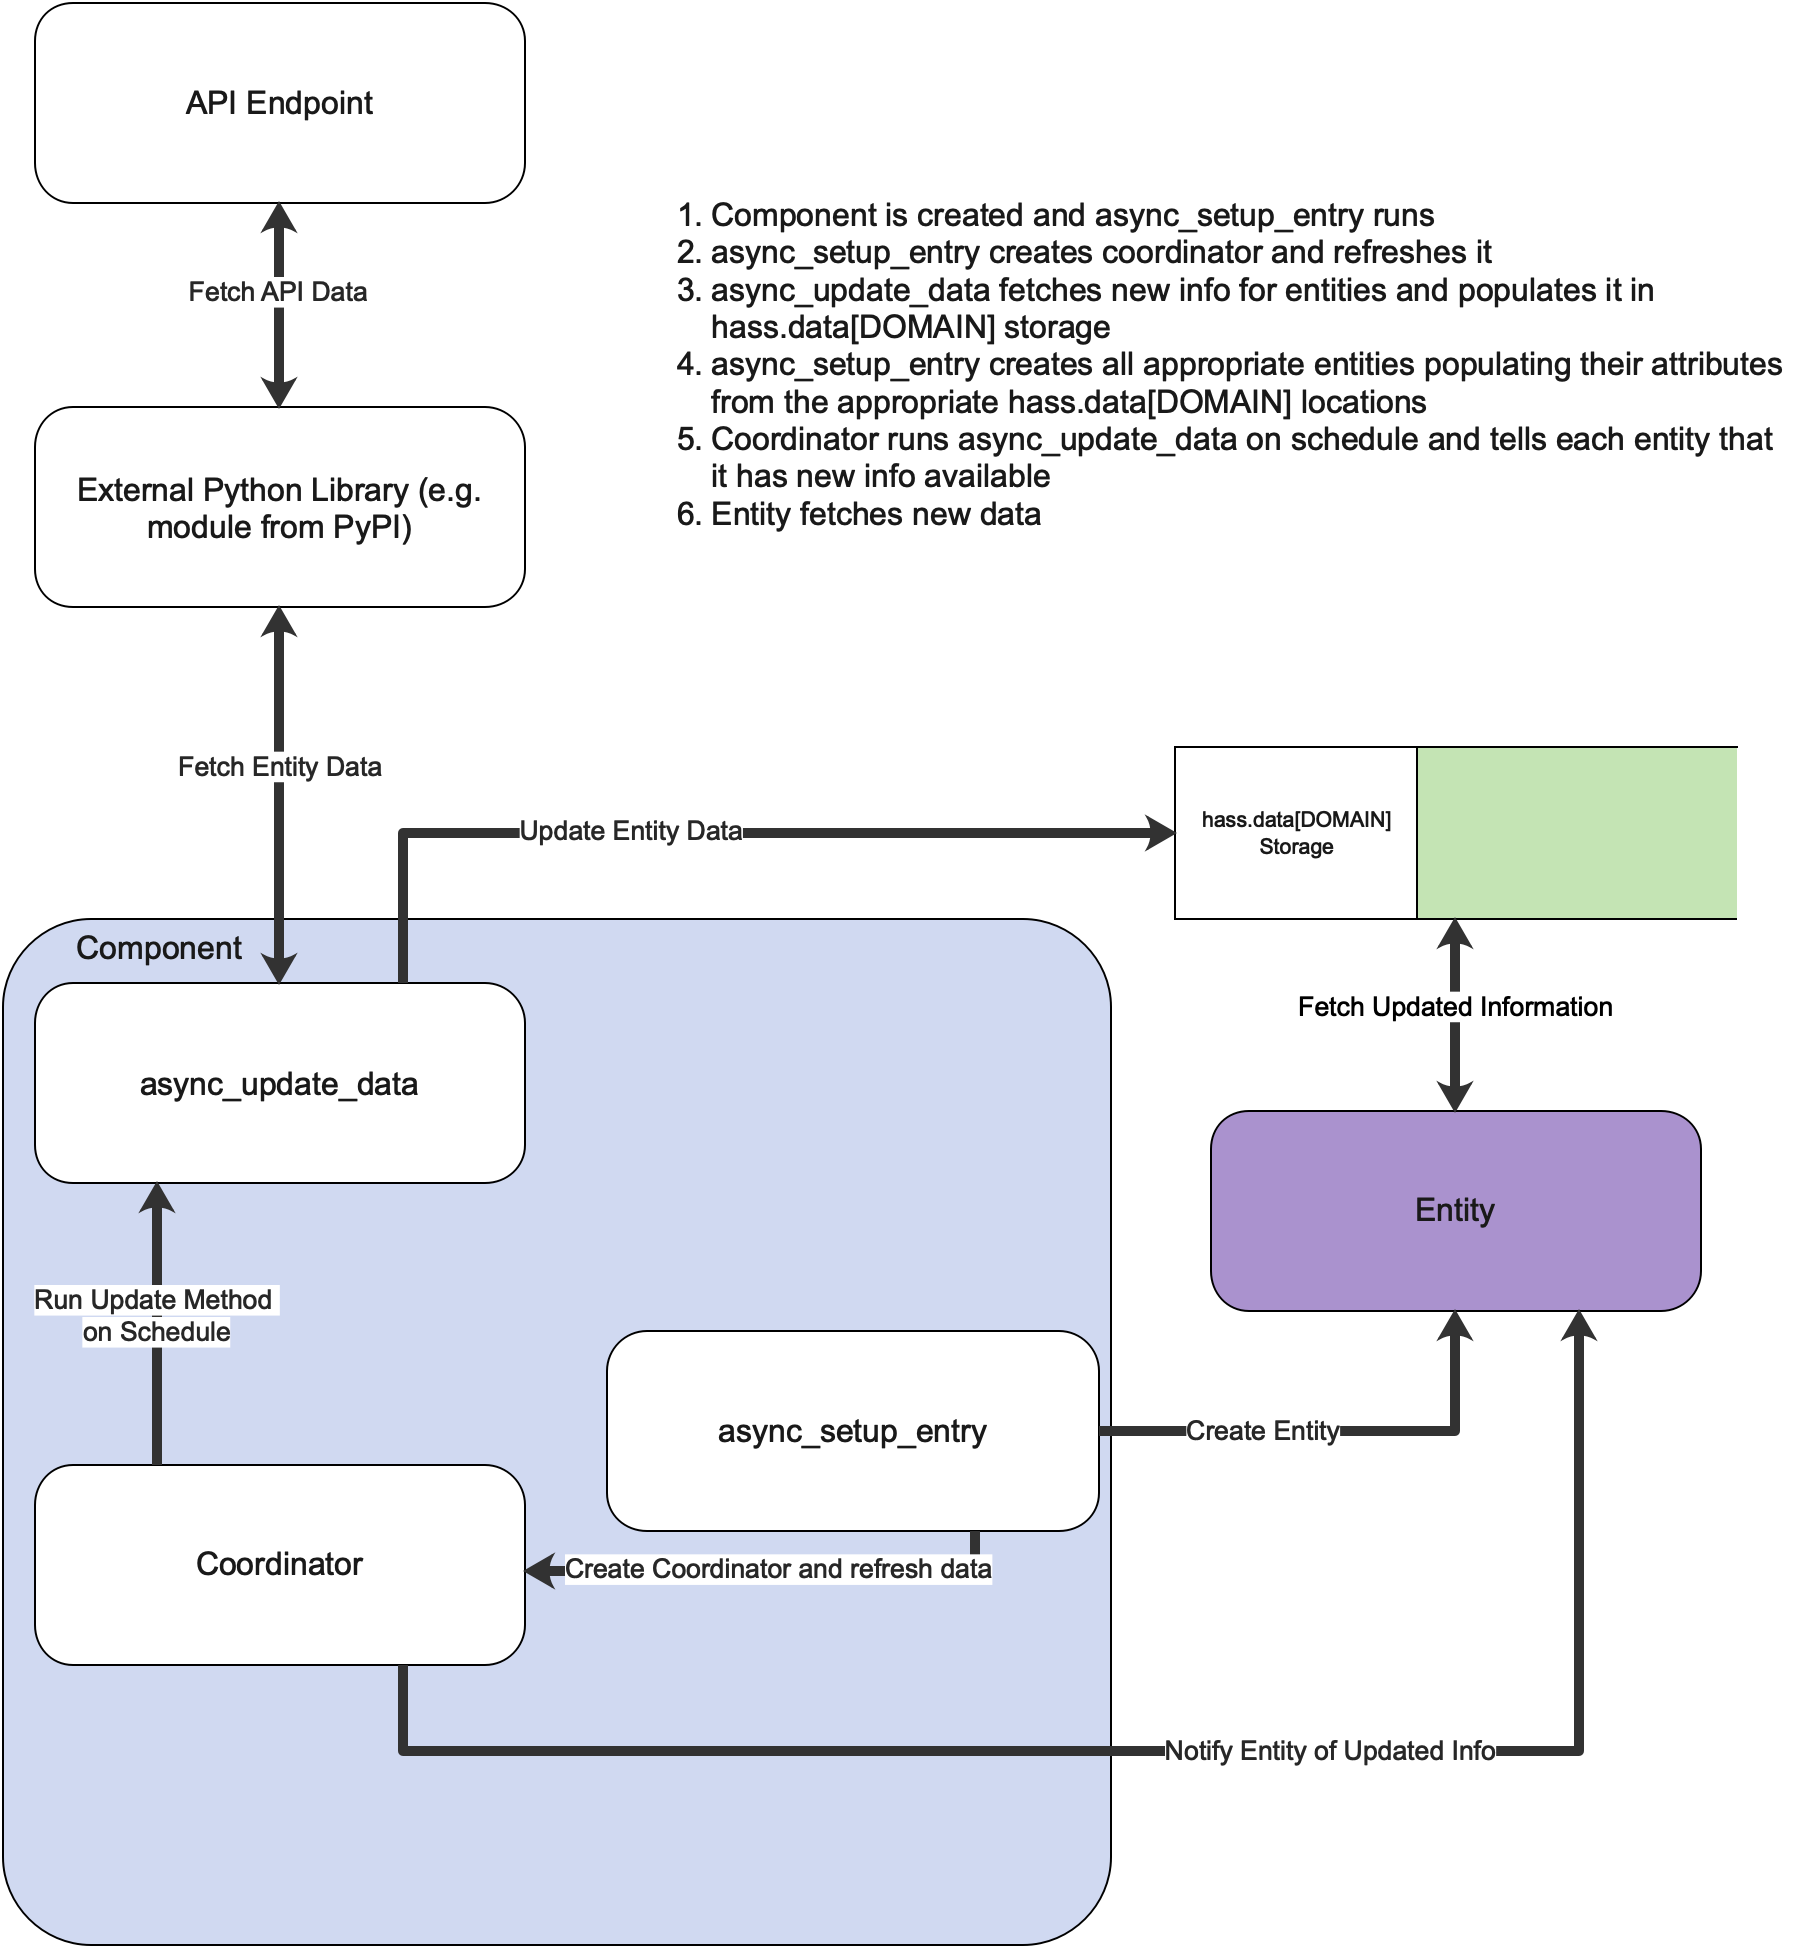 API Endpoint
Fetch API Data
1. Component is created and async_setup_entry runs
2. async_setup_entry creates coordinator and refreshes it
3. async_update_data fetches new info for entities and populates it in
hass.data[DOMAIN] storage
4. async_setup_entry creates all appropriate entities populating their attributes
from the appropriate hass.data[DOMAIN] locations
5. Coordinator runs async_update_data on schedule and tells each entity that
it has new info available
6. Entity fetches new data
External Python Library (e.g.
module from PyPI)
Fetch Entity Data
Update Entity Data
hass.data[DOMAIN]
Storage
Component
Fetch Updated Information
async_update_data
Entity
Run Update Method
on Schedule
async_setup_entry
Create Entity
Coordinator
Create Coordinator and refresh data
Notify Entity of Updated Info